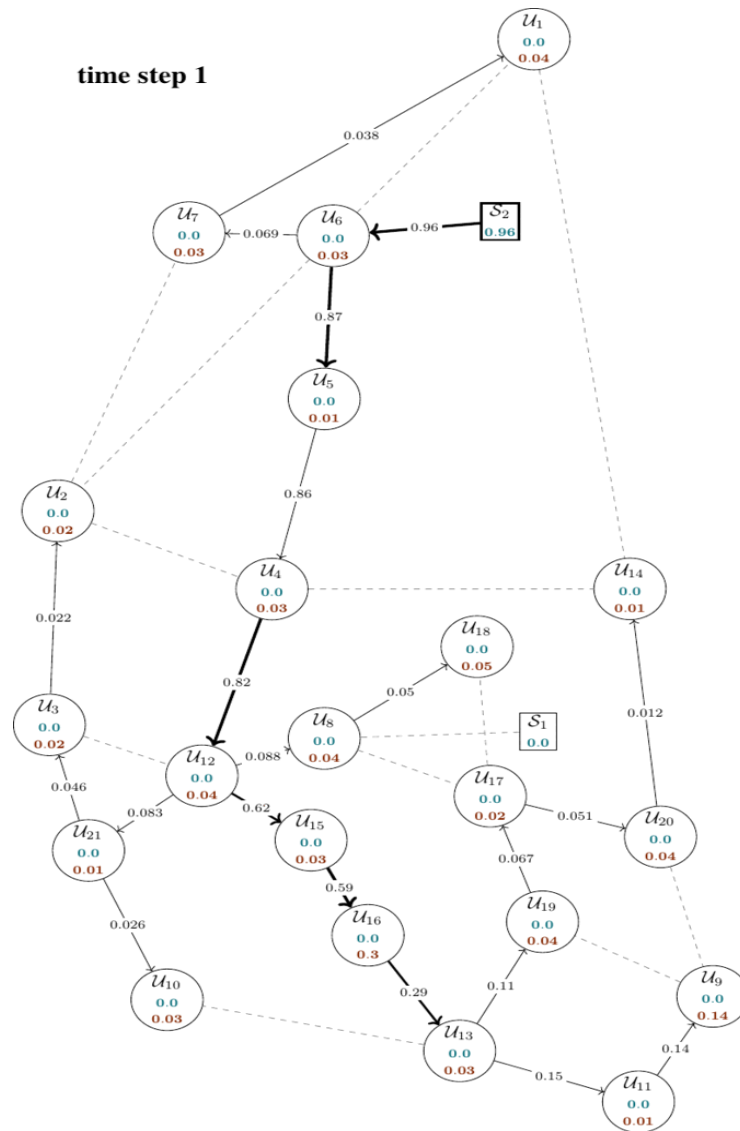 U1
0.0
0.04
time step 1
0.038
U7
0.0
0.03
0.069
U6
0.0
0.03
0.96
S2
0.96
0.87
U5
0.0
0.01
0.86
U2
0.0
0.02
U4
0.0
0.03
U14
0.0
0.01
0.022
U18
0.0
0.05
0.82
0.05
0.012
U3
0.0
0.02
U8
0.0
0.04
S1
0.0
U12
0.0
0.04
0.088
0.046
0.083
0.62
U17
0.0
0.02
0.051
U20
0.0
0.04
U21
0.0
0.01
U15
0.0
0.03
0.067
0.59
0.026
U16
0.0
0.3
U19
0.0
0.04
U10
0.0
0.03
0.29
0.11
U9
0.0
0.14
U13
0.0
0.03
0.14
0.15
U11
0.0
0.01